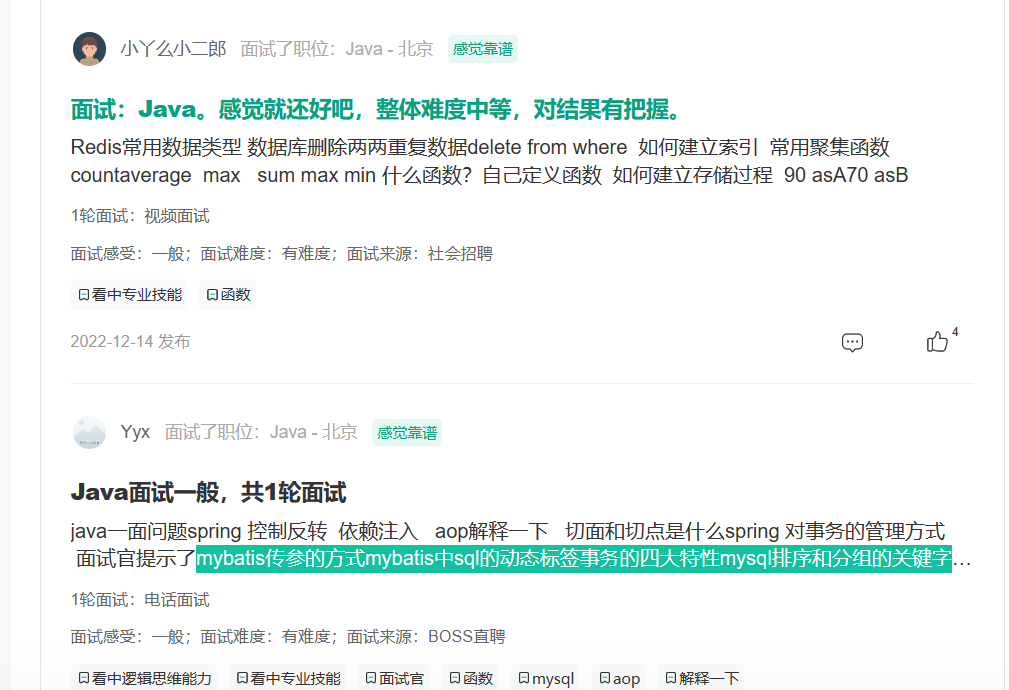 小丫么小二郎 面试了职位：Java - 北京 感觉靠谱
面试：Java。感觉就还好吧，整体难度中等，对结果有把握。
Redis常用数据类型 数据库删除两两重复数据delete from where 如何建立索引 常用聚集函数
countaverage max sum max min 什么函数？自己定义函数 如何建立存储过程 90 asA70 asB
1轮面试：视频面试
面试感受：一般；面试难度：有难度；面试来源：社会招聘
看中专业技能 函数
2022-12-14 发布
4
Yyx 面试了职位：Java - 北京 感觉靠谱
Java面试一般，共1轮面试
java一面问题spring 控制反转 依赖注入 aop解释一下 切面和切点是什么spring 对事务的管理方式
面试官提示了mybatis传参的方式mybatis中sql的动态标签事务的四大特性mysql排序和分组的关键字…
1轮面试：电话面试
面试感受：一般；面试难度：有难度；面试来源：BOSS直聘
看中逻辑思维能力 看中专业技能 面试官 函数 mysql aop 解释一下